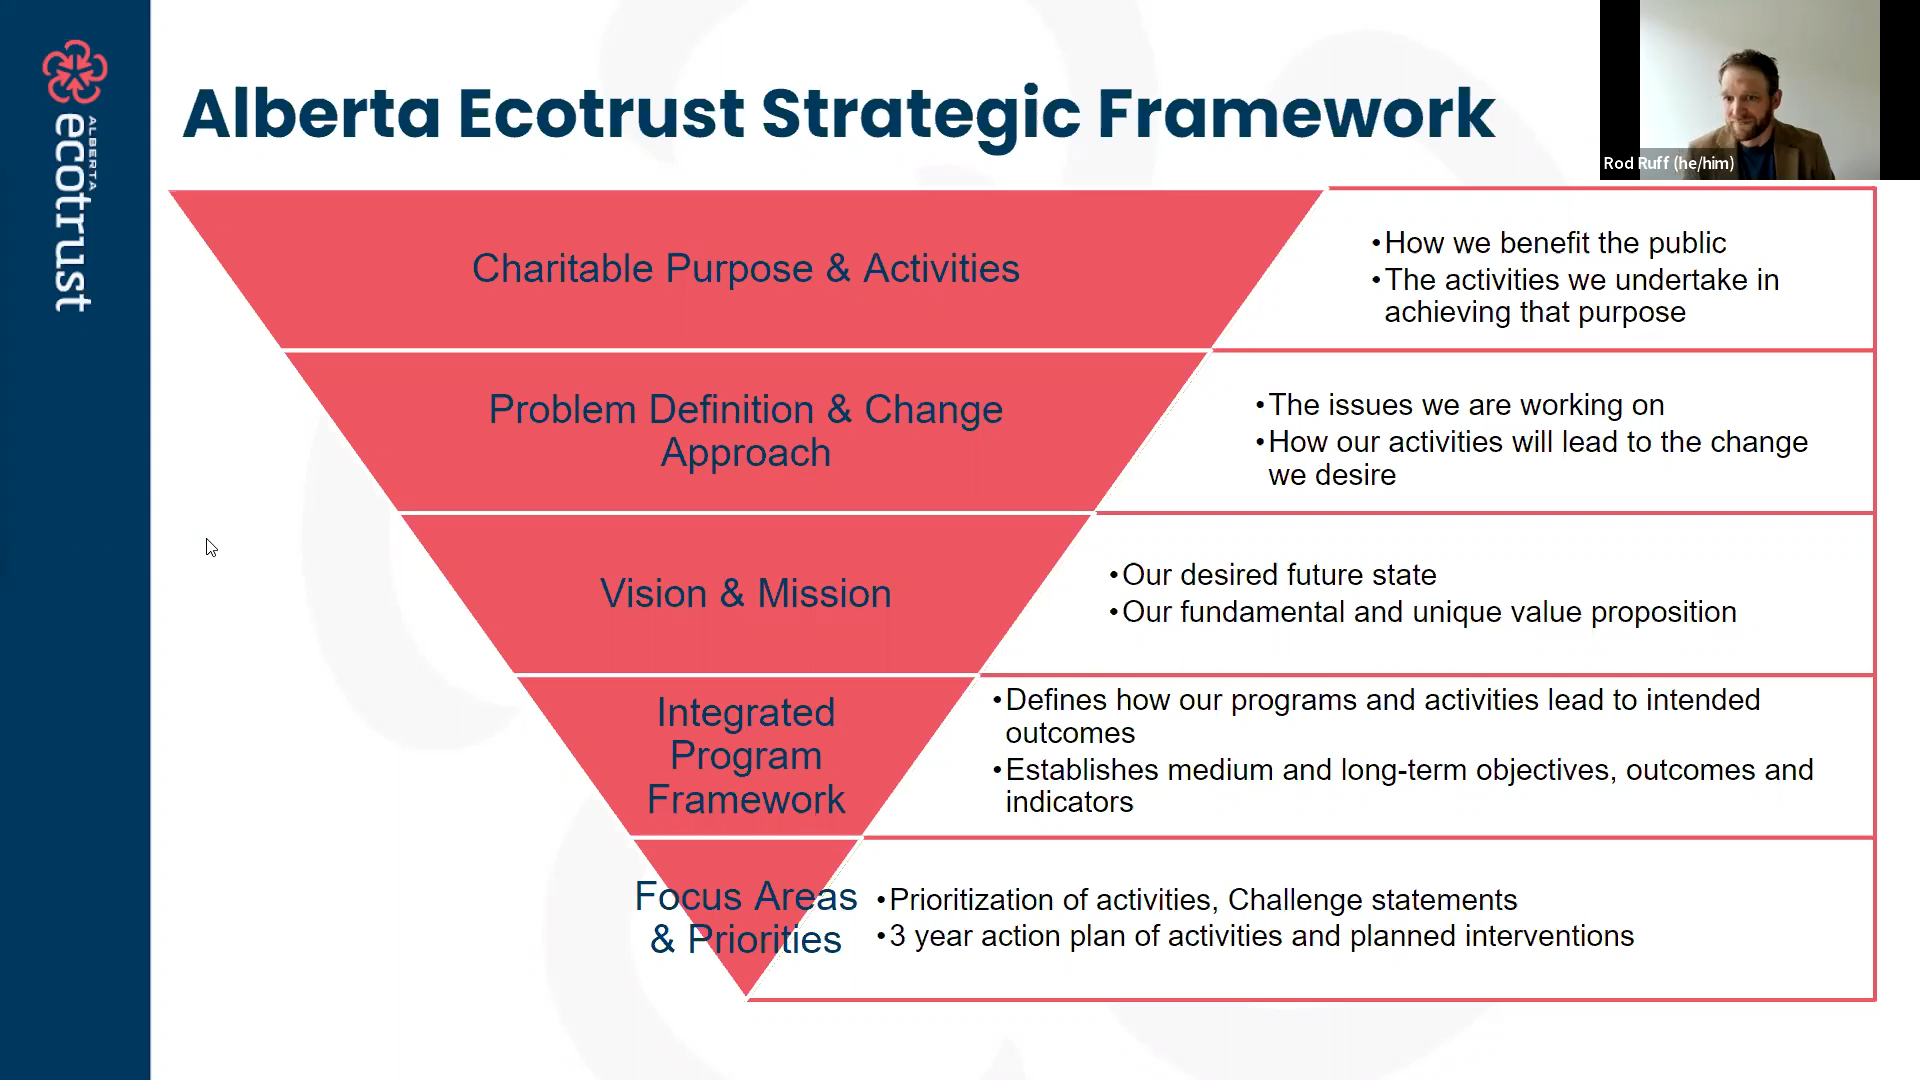 ALBERTA
ecotrust
Alberta Ecotrust Strategic Framework
Rod Ruff (he/him)
Charitable Purpose & Activities
•How we benefit the public
•The activities we undertake in
achieving that purpose
Problem Definition & Change
Approach
•The issues we are working on
•How our activities will lead to the change
we desire
Vision & Mission
•Our desired future state
•Our fundamental and unique value proposition
Integrated
Program
Framework
•Defines how our programs and activities lead to intended
outcomes
•Establishes medium and long-term objectives, outcomes and
indicators
Focus Areas
& Priorities
•Prioritization of activities, Challenge statements
•3 year action plan of activities and planned interventions